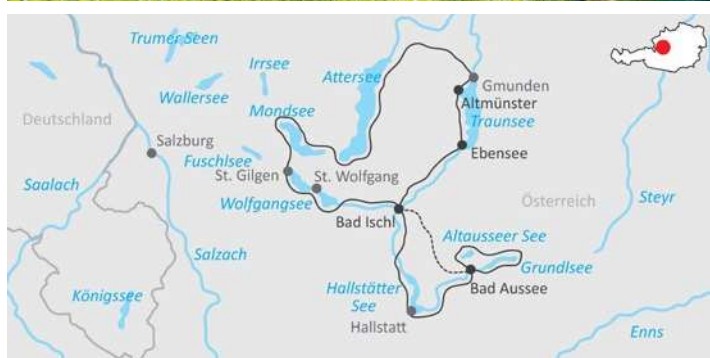 Trumer Seen
Irrsee
Attersee
Wallersee
Gmunden
Altmünster
Mondsee
Traunsee
Deutschland
Salzburg
Ebensee
Fuschlsee
St. Gilgen
St. Wolfgang
Saalach
Wolfgangsee
Österreich
Steyr
Bad Ischl
Altausseer See
Salzach
Grundlsee
Hallstätter
See
Bad Aussee
Königssee
Hallstatt
Enns